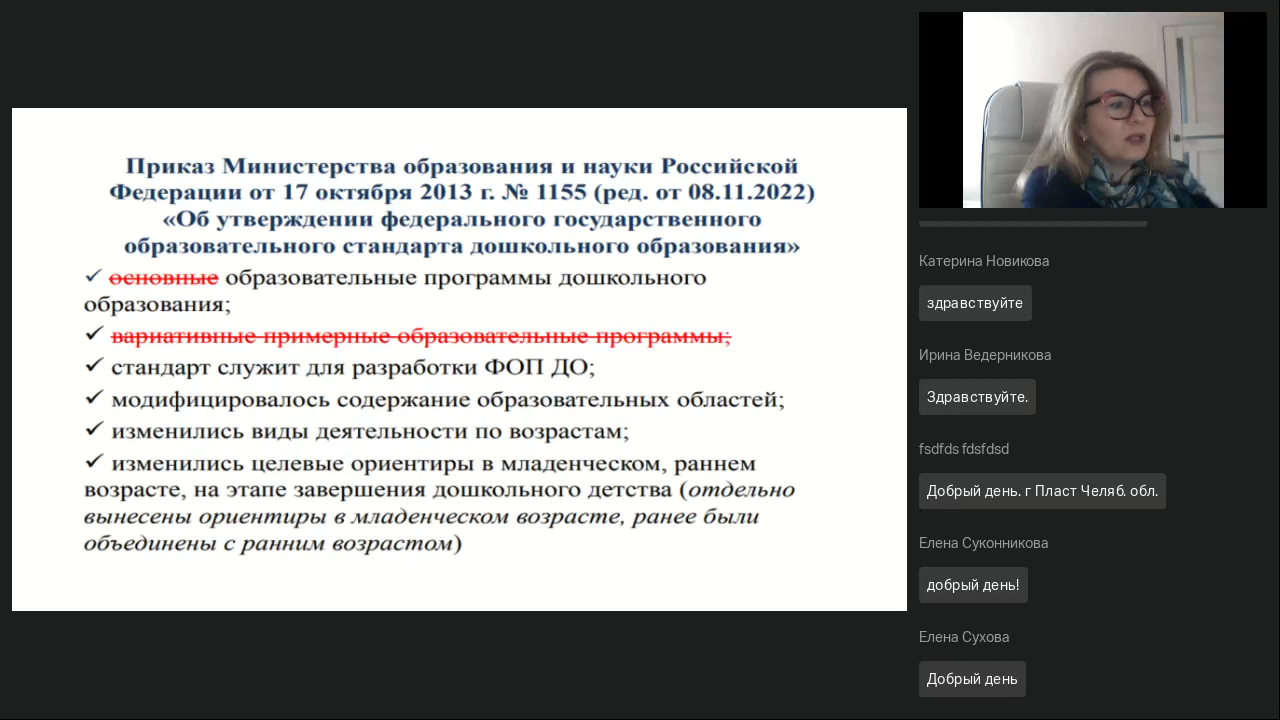 Приказ Министерства образования и науки Российской
Федерации от 17 октября 2013 г. № 1155 (ред. от 08.11.2022)
«Об утверждении федерального государственного
образовательного стандарта дошкольного образования»
✓ основные образовательные программы дошкольного
образования;
✓ вариативные примерные образовательные программы;
✓ стандарт служит для разработки ФОП ДО;
✓ модифицировалось содержание образовательных областей;
✓ изменились виды деятельности по возрастам;
✓ изменились целевые ориентиры в младенческом, раннем
возрасте, на этапе завершения дошкольного детства (отдельно
вынесены ориентиры в младенческом возрасте, ранее были
объединены с ранним возрастом)
Катерина Новикова
здравствуйте
Ирина Ведерникова
Здравствуйте.
fsdfds fdsfdsd
Добрый день. г Пласт Челяб. обл.
Елена Суконникова
добрый день!
Елена Сухова
Добрый день